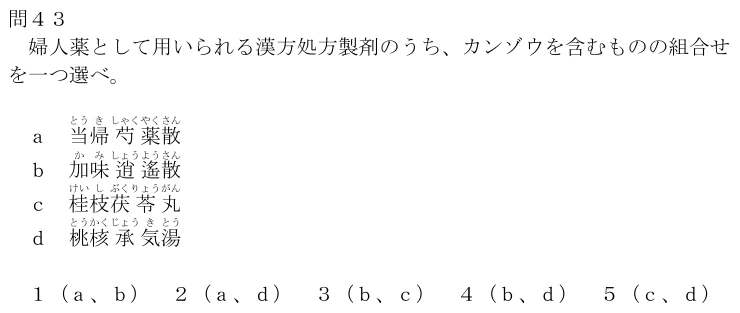 問４３
　婦人薬として用いられる漢方処方製剤のうち、カンゾウを含むものの組合せ
を一つ選べ。
とうきしゃくやくさん
ａ　当帰芍薬散
かみしょうようさん
ｂ　加味逍遙散
けいしぶくりょうがん
ｃ　桂枝茯苓丸
とうかくじょうきとう
ｄ　桃核承気湯
１（ａ、ｂ）　２（ａ、ｄ）　３（ｂ、ｃ）　４（ｂ、ｄ）　５（ｃ、ｄ）